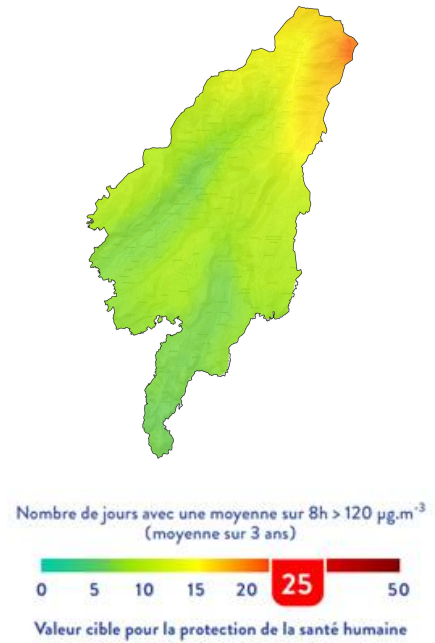 Nombre de jours avec une moyenne sur 8h > 120 µg.m⁻³
(moyenne sur 3 ans)
0 5 10 15 20 25 50
Valeur cible pour la protection de la santé humaine